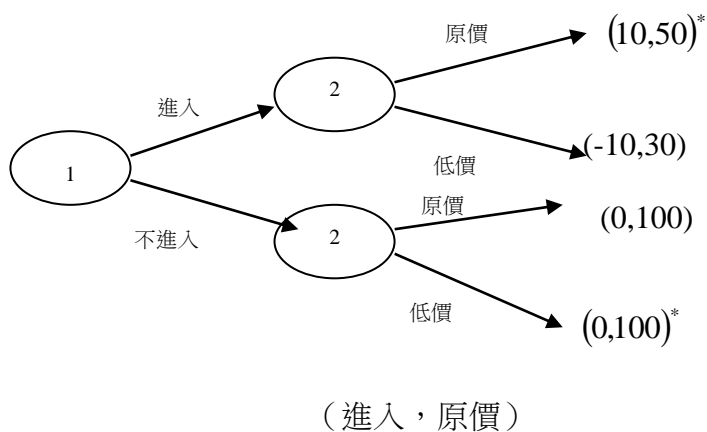 原價
(10,50)*
進入
2
低價
(-10,30)
1
原價
(0,100)
不進入
2
低價
(0,100)*
（進入，原價）